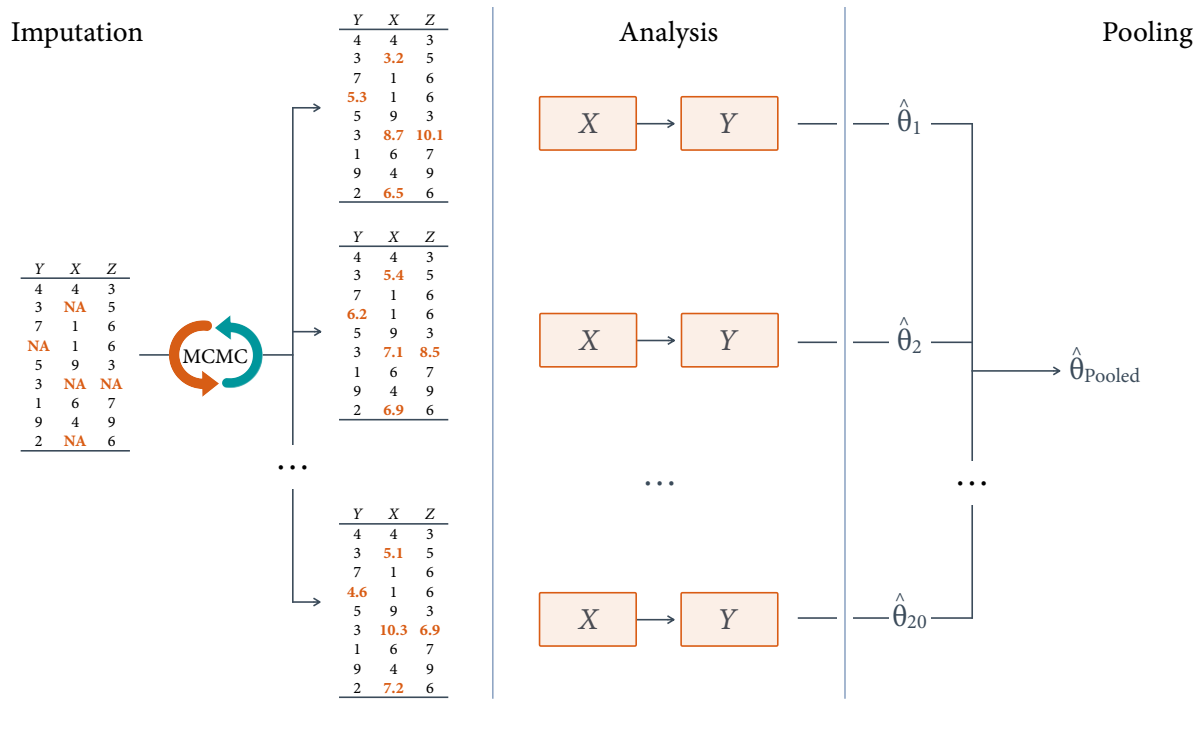 Imputation
Analysis
Pooling
Y X Z
4 4 3
3 NA 5
7 1 6
NA 1 6
5 9 3
3 NA NA
1 6 7
9 4 9
2 NA 6
MCMC
...
Y X Z
4 4 3
3 3.2 5
7 1 6
5.3 1 6
5 9 3
3 8.7 10.1
1 6 7
9 4 9
2 6.5 6
Y X Z
4 4 3
3 5.4 5
7 1 6
6.2 1 6
5 9 3
3 7.1 8.5
1 6 7
9 4 9
2 6.9 6
Y X Z
4 4 3
3 5.1 5
7 1 6
4.6 1 6
5 9 3
3 10.3 6.9
1 6 7
9 4 9
2 7.2 6
X Y
X Y
...
X Y
θ̂₁
θ̂₂
...
θ̂₂₀
θ̂Pooled